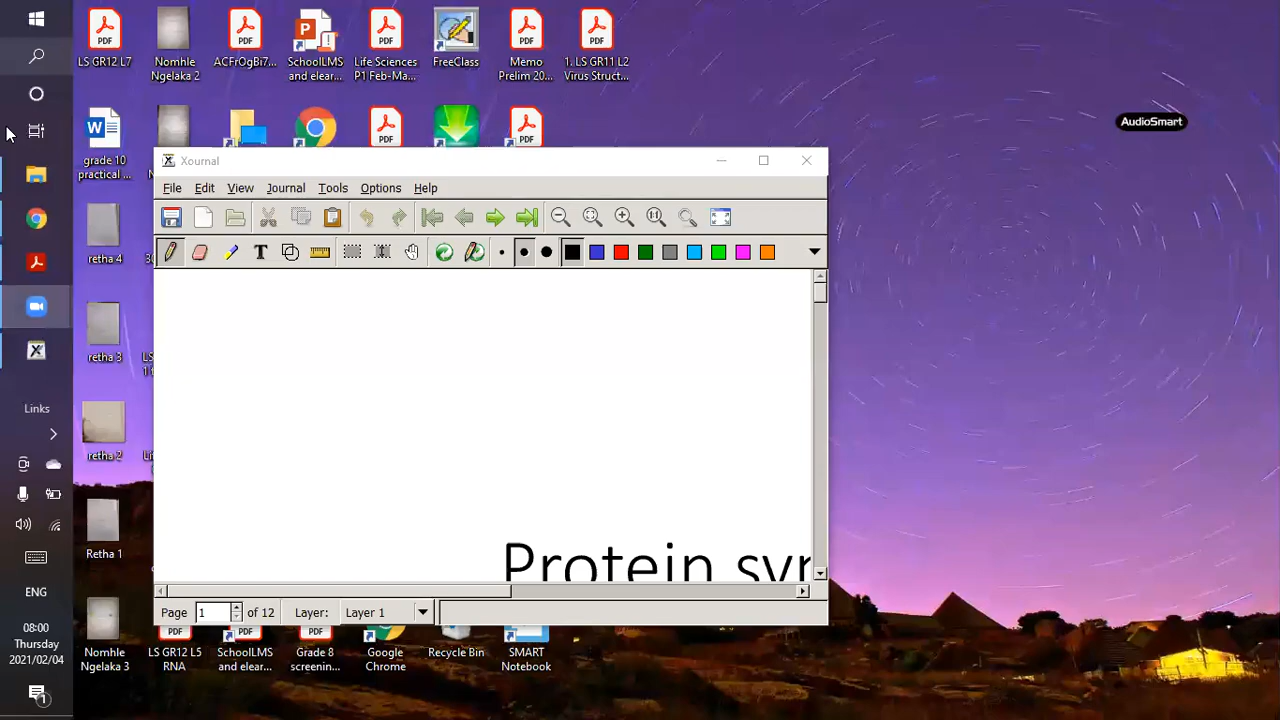 LS GR12 L7
Nomhle
Ngelaka 2
ACFrOgBi7...
SchoolLMS
and elear...
Life Sciences
P1 Feb-Ma...
FreeClass
Memo
Prelim 20...
1. LS GR11 L2
Virus Struct...
AudioSmart
grade 10
practical ...
Xournal
File Edit View Journal Tools Options Help
retha 4
retha 3
retha 2
Retha 1
Protein syn
Page 1 of 12 Layer: Layer 1
Links
ENG
08:00
Thursday
2021/02/04
1
Nomhle
Ngelaka 3
LS GR12 L5
RNA
SchoolLMS
and elear...
Grade 8
screenin...
Google
Chrome
Recycle Bin
SMART
Notebook